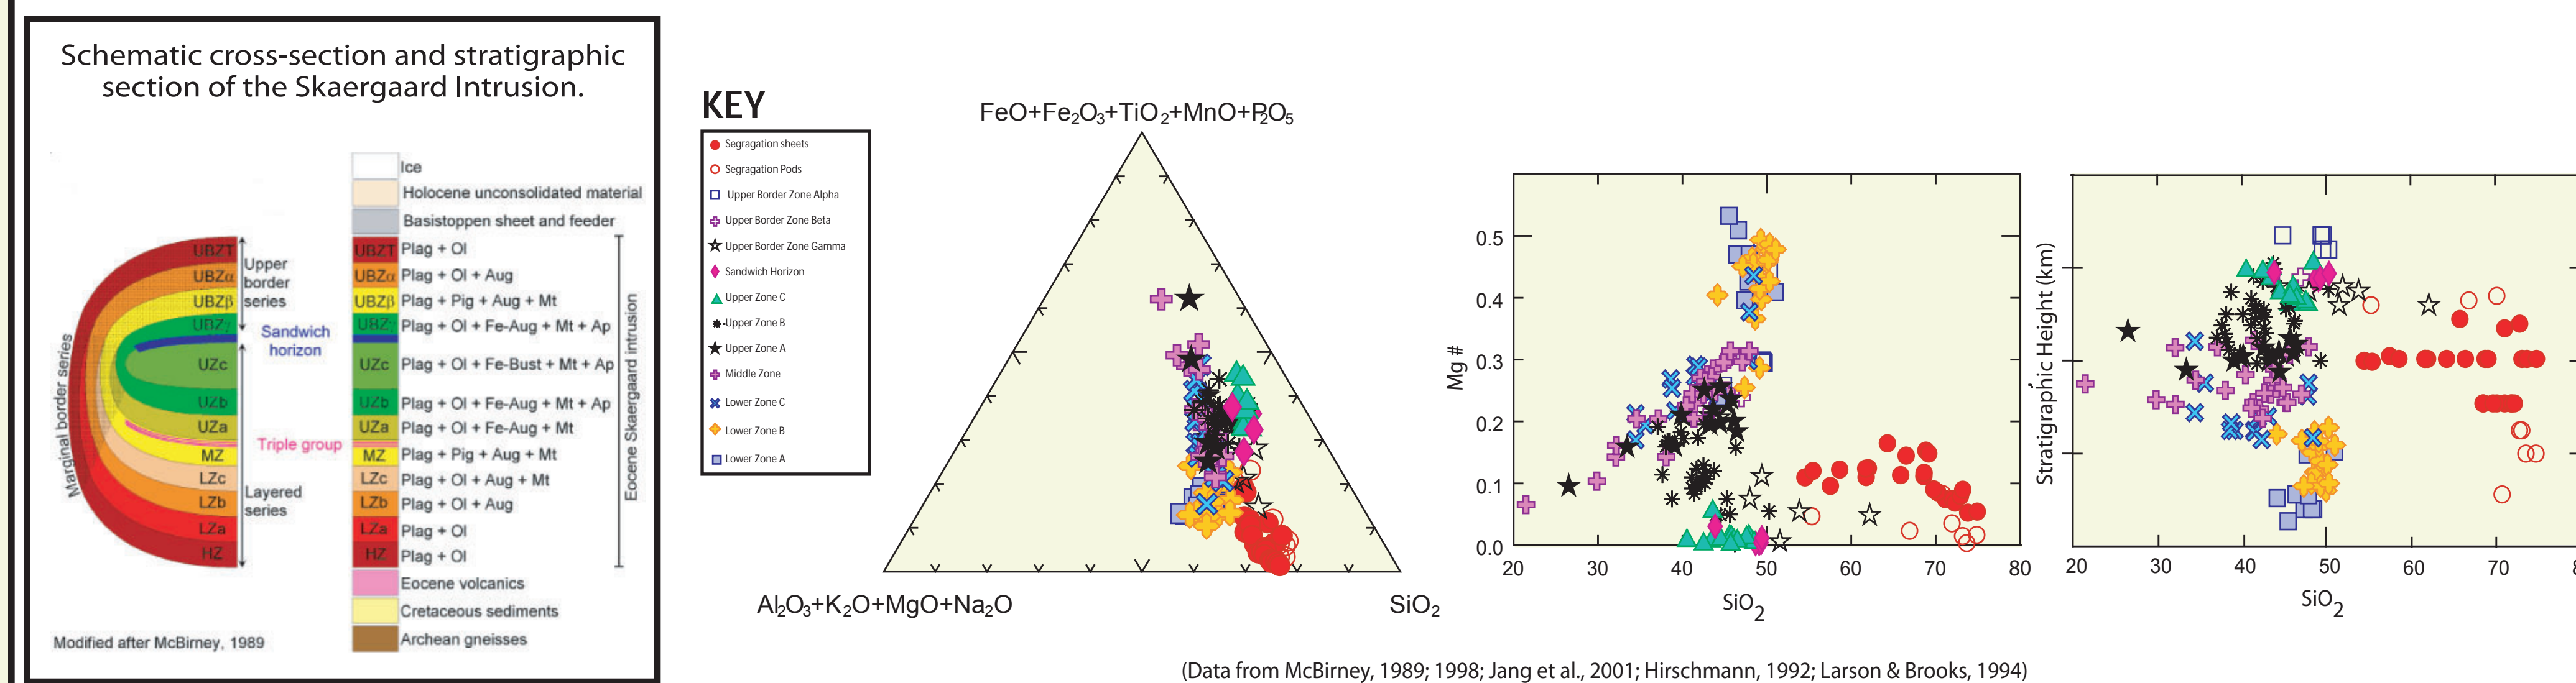 Schematic cross-section and stratigraphic
section of the Skaergaard Intrusion.
Ice
Holocene unconsolidated material
Basistoppen sheet and feeder
UBZT
UBZα
UBZβ
UBZγ
UZc
UZb
UZa
MZ
LZc
LZb
LZa
HZ
Upper
border
series
Sandwich
horizon
Triple group
Layered
series
Marginal border series
UBZT Plag + Ol
UBZα Plag + Ol + Aug
UBZβ Plag + Pig + Aug + Mt
UBZγ Plag + Ol + Fe-Aug + Mt + Ap
UZc Plag + Ol + Fe-Bust + Mt + Ap
UZb Plag + Ol + Fe-Aug + Mt + Ap
UZa Plag + Ol + Fe-Aug + Mt
MZ Plag + Pig + Aug + Mt
LZc Plag + Ol + Aug + Mt
LZb Plag + Ol + Aug
LZa Plag + Ol
HZ Plag + Ol
Eocene Skaergaard intrusion
Eocene volcanics
Cretaceous sediments
Archean gneisses
Modified after McBirney, 1989
KEY
Segragation sheets
Segragation Pods
Upper Border Zone Alpha
Upper Border Zone Beta
Upper Border Zone Gamma
Sandwich Horizon
Upper Zone C
Upper Zone B
Upper Zone A
Middle Zone
Lower Zone C
Lower Zone B
Lower Zone A
FeO+Fe2O3+TiO2+MnO+P2O5
Al2O3+K2O+MgO+Na2O
SiO2
Mg #
0.5
0.4
0.3
0.2
0.1
0.0
20 30 40 50 60 70 80
SiO2
Stratigraphic Height (km)
20 30 40 50 60 70
SiO2
(Data from McBirney, 1989; 1998; Jang et al., 2001; Hirschmann, 1992; Larson & Brooks, 1994)